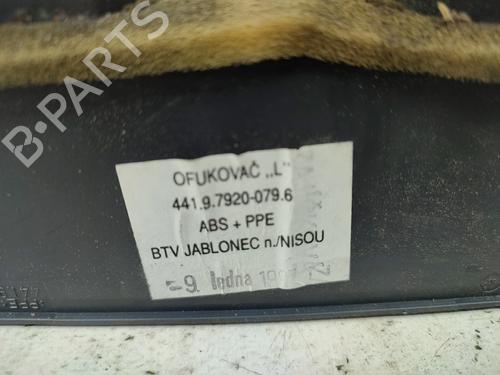 B-PARTS
OFUKOVAČ „L"
441.9.7920-079.6
ABS + PPE
BTV JABLONEC n./NISOU
-9. ledna